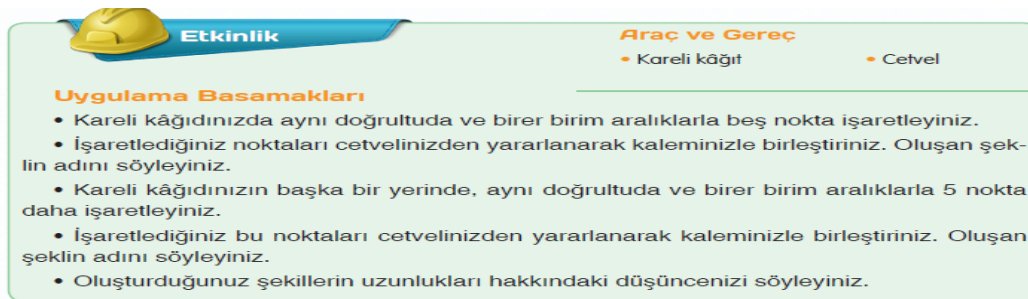 Etkinlik
Araç ve Gereç
• Kareli kâğıt • Cetvel
Uygulama Basamakları
• Kareli kâğıdınızda aynı doğrultuda ve birer birim aralıklarla beş nokta işaretleyiniz.
• İşaretlediğiniz noktaları cetvelinizden yararlanarak kaleminizle birleştiriniz. Oluşan şek-
lin adını söyleyiniz.
• Kareli kâğıdınızın başka bir yerinde, aynı doğrultuda ve birer birim aralıklarla 5 nokta
daha işaretleyiniz.
• İşaretlediğiniz bu noktaları cetvelinizden yararlanarak kaleminizle birleştiriniz. Oluşan
şeklin adını söyleyiniz.
• Oluşturduğunuz şekillerin uzunlukları hakkındaki düşüncenizi söyleyiniz.